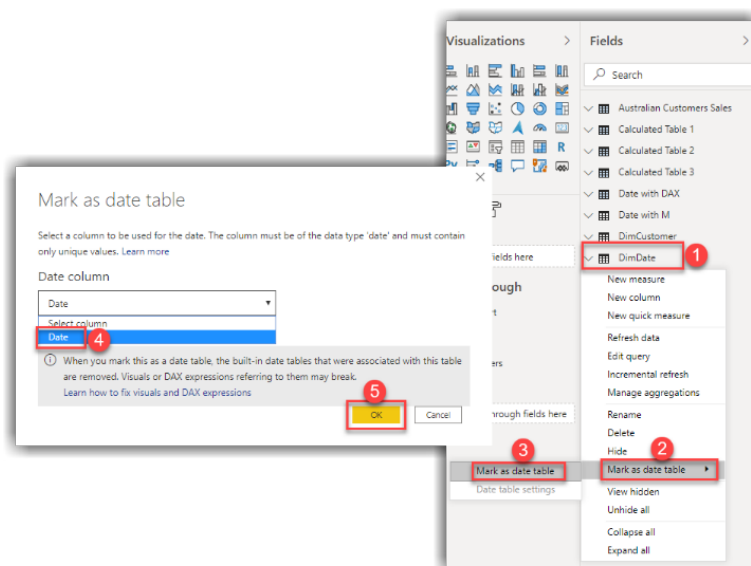 Visualizations
Fields
Search
Australian Customers Sales
Calculated Table 1
Calculated Table 2
Calculated Table 3
Date with DAX
Date with M
DimCustomer
DimDate
1
New measure
New column
New quick measure
Refresh data
Edit query
Incremental refresh
Manage aggregations
Rename
Delete
Hide
2
Mark as date table
View hidden
Unhide all
Collapse all
Expand all
R
fields here
ough
ers
hrough fields here
3
Mark as date table
Date table settings
Mark as date table
Select a column to be used for the date. The column must be of the data type 'date' and must contain
only unique values. Learn more
Date column
Date
Select column
Date
4
When you mark this as a date table, the built-in date tables that were associated with this table
are removed. Visuals or DAX expressions referring to them may break.
Learn how to fix visuals and DAX expressions
5
OK
Cancel